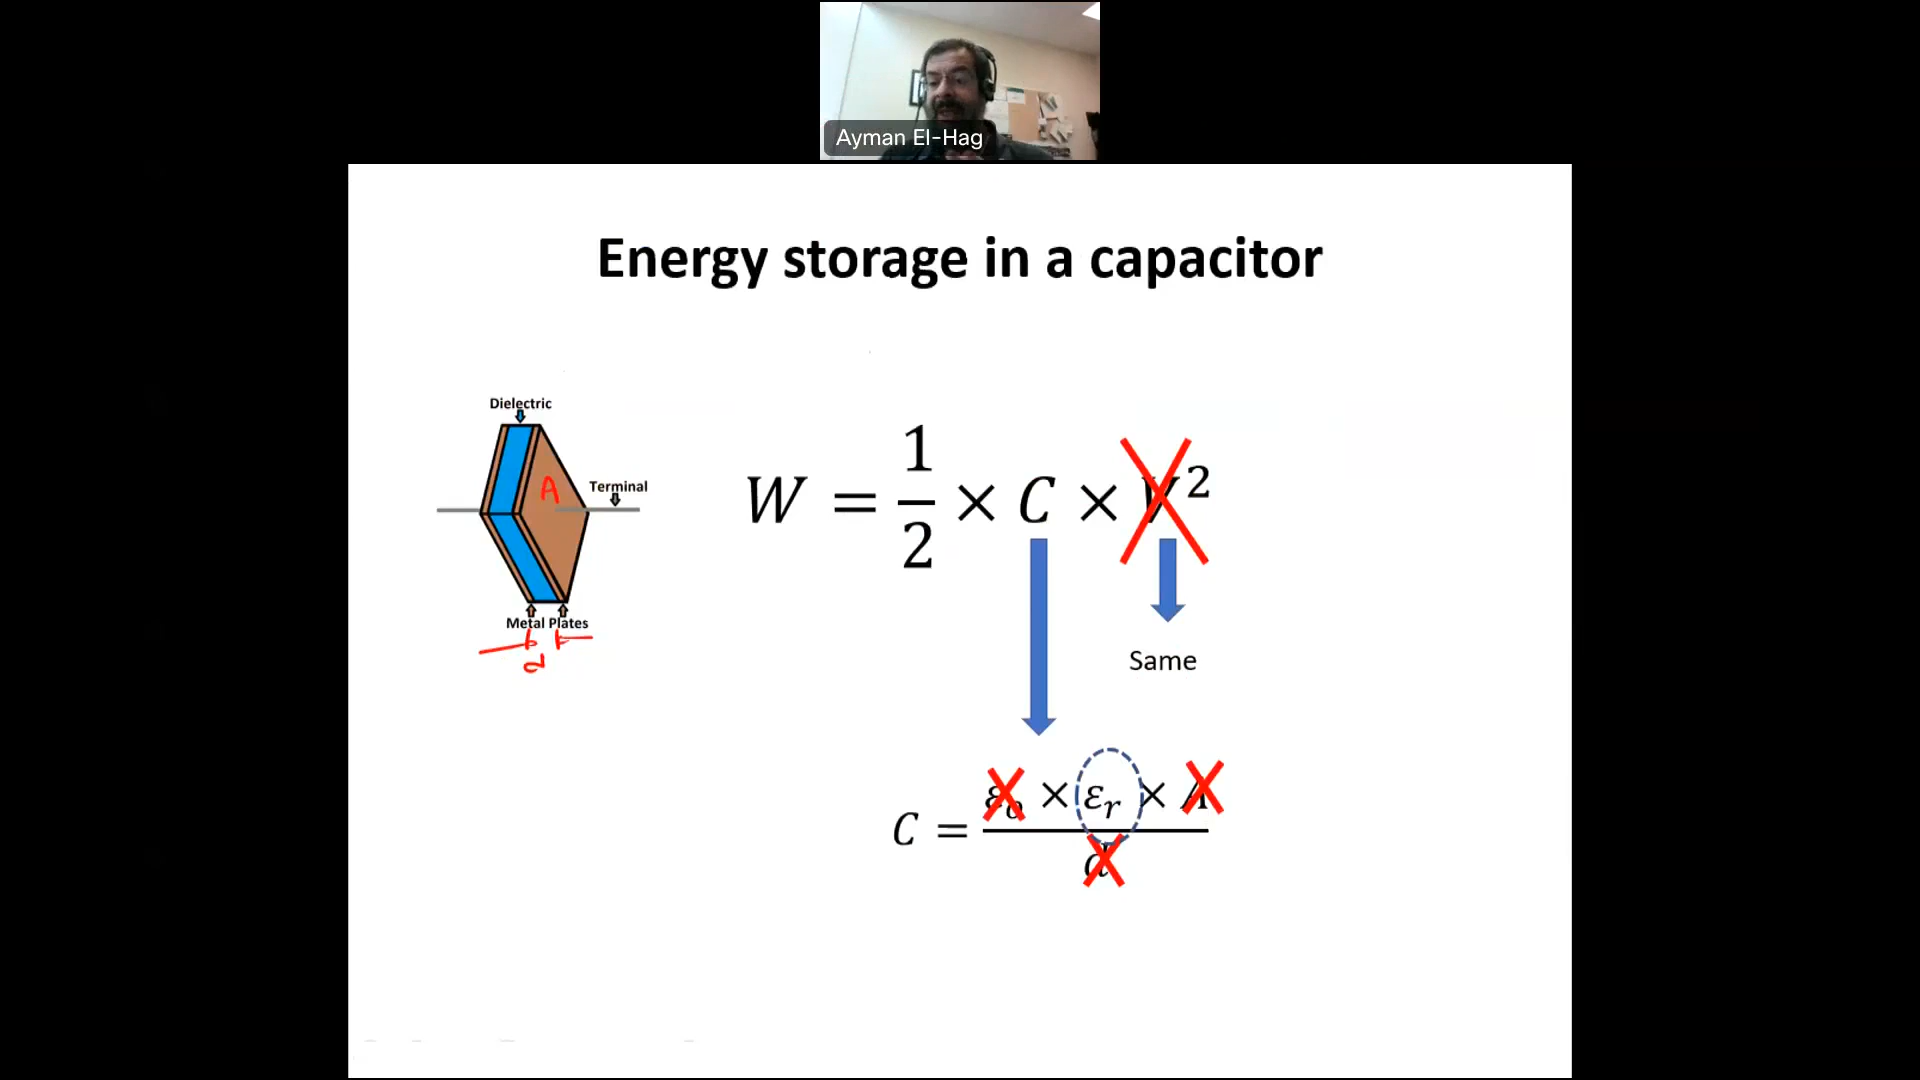 Ayman El-Hag
Energy storage in a capacitor
Dielectric
A
Terminal
Metal Plates
d
W = 1/2 × C × V²
Same
C = ε₀ × εᵣ × A / d